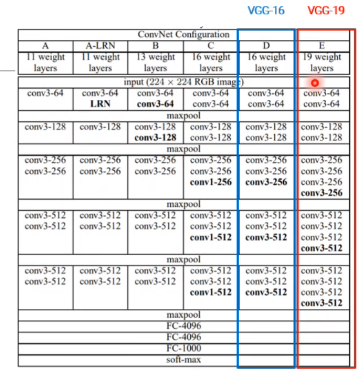 VGG-16 VGG-19
ConvNet Configuration
A A-LRN B C D E
11 weight 11 weight 13 weight 16 weight 16 weight 19 weight
layers layers layers layers layers layers
input (224 × 224 RGB image)
conv3-64 conv3-64 conv3-64 conv3-64 conv3-64 conv3-64
LRN conv3-64 conv3-64 conv3-64 conv3-64
maxpool
conv3-128 conv3-128 conv3-128 conv3-128 conv3-128 conv3-128
conv3-128 conv3-128 conv3-128 conv3-128
maxpool
conv3-256 conv3-256 conv3-256 conv3-256 conv3-256 conv3-256
conv3-256 conv3-256 conv3-256 conv3-256 conv3-256 conv3-256
conv1-256 conv3-256 conv3-256
conv3-256
maxpool
conv3-512 conv3-512 conv3-512 conv3-512 conv3-512 conv3-512
conv3-512 conv3-512 conv3-512 conv3-512 conv3-512 conv3-512
conv1-512 conv3-512 conv3-512
conv3-512
maxpool
conv3-512 conv3-512 conv3-512 conv3-512 conv3-512 conv3-512
conv3-512 conv3-512 conv3-512 conv3-512 conv3-512 conv3-512
conv1-512 conv3-512 conv3-512
conv3-512
maxpool
FC-4096
FC-4096
FC-1000
soft-max